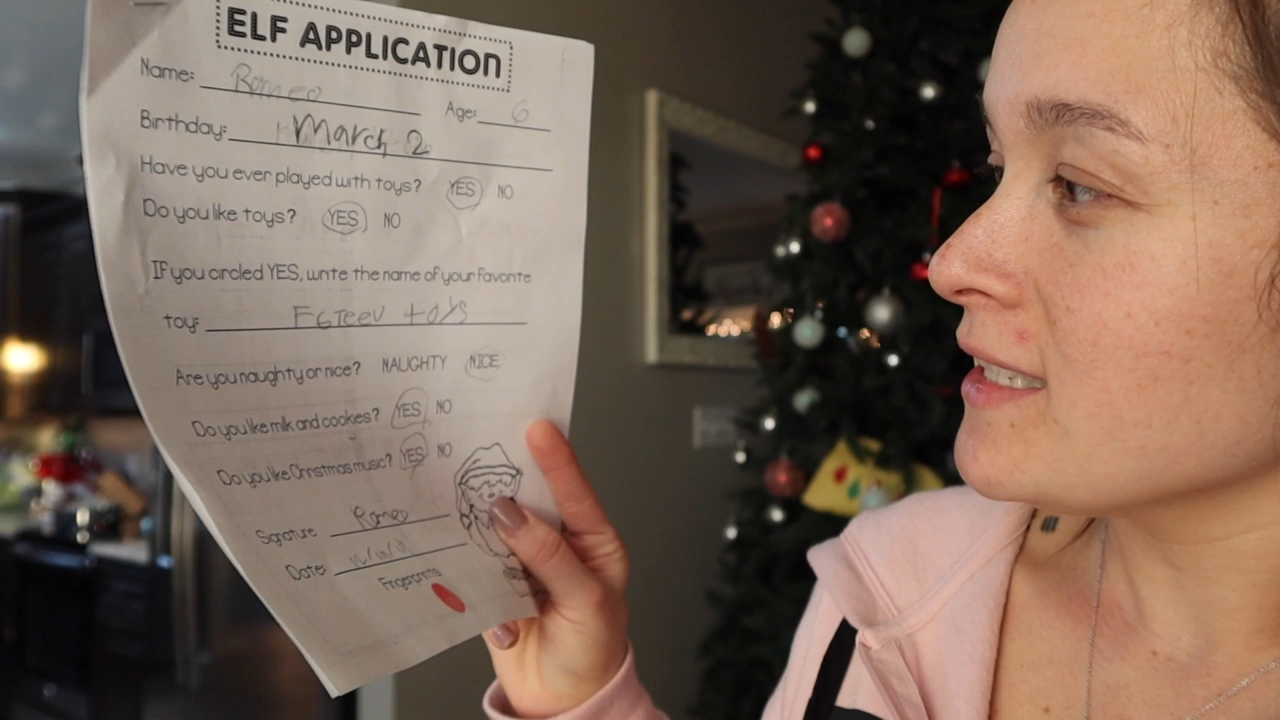 ELF APPLICATION
Name: Romeo Age: 6
Birthday: March 2
Have you ever played with toys? YES NO
Do you like toys? YES NO
If you circled YES, write the name of your favorite
toy: toys
Are you naughty or nice? NAUGHTY NICE
Do you like milk and cookies? YES NO
Do you like Christmas music? YES NO
Signature Romeo
Date:
Fingerprints